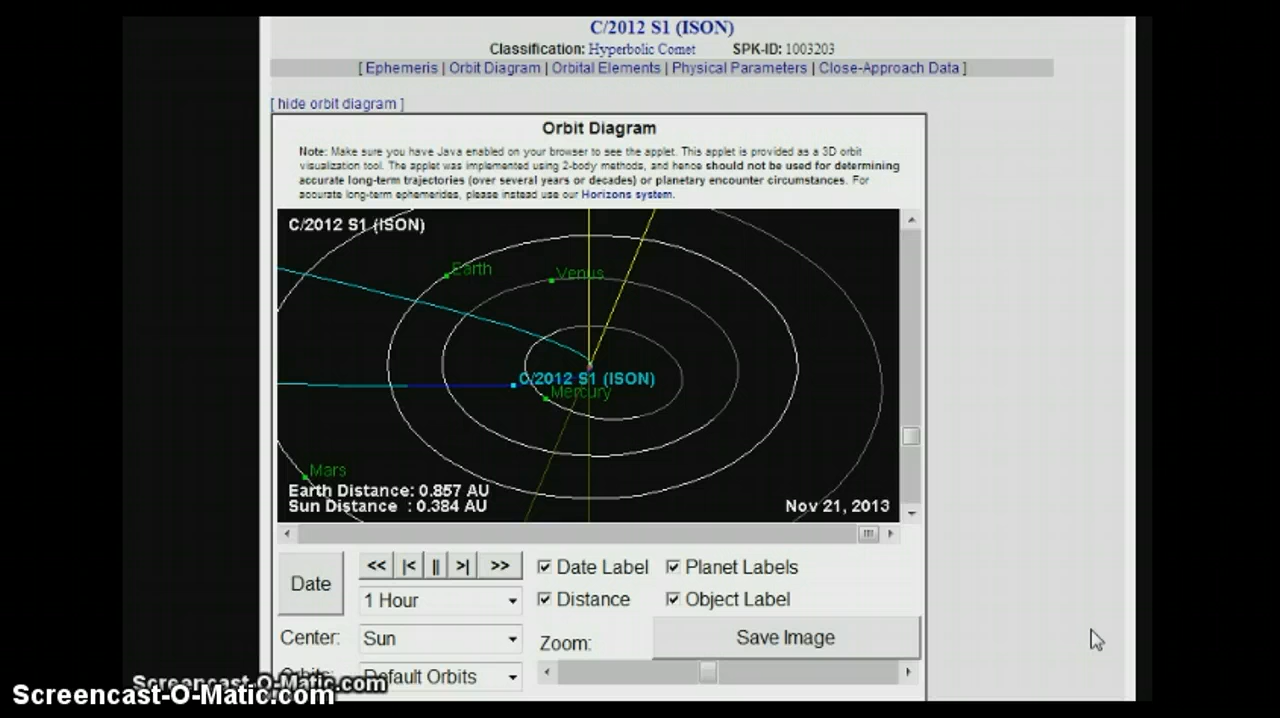 C/2012 S1 (ISON)
Classification: Hyperbolic Comet SPK-ID: 1003203
[ Ephemeris | Orbit Diagram | Orbital Elements | Physical Parameters | Close-Approach Data ]
[ hide orbit diagram ]
Orbit Diagram
Note: Make sure you have Java enabled on your browser to see the applet. This applet is provided as a 3D orbit
visualization tool. The applet was implemented using 2-body methods, and hence should not be used for determining
accurate long-term trajectories (over several years or decades) or planetary encounter circumstances. For
accurate long-term ephemerides, please instead use our Horizons system.
C/2012 S1 (ISON)
Earth
Venus
C/2012 S1 (ISON)
Mercury
Mars
Earth Distance: 0.857 AU
Sun Distance : 0.384 AU
Nov 21, 2013
Date
<< |< || >| >>
Date Label
Planet Labels
1 Hour
Distance
Object Label
Center: Sun
Zoom:
Save Image
Orbits: Default Orbits
Screencast-O-Matic.com
Screencast-O-Matic.com